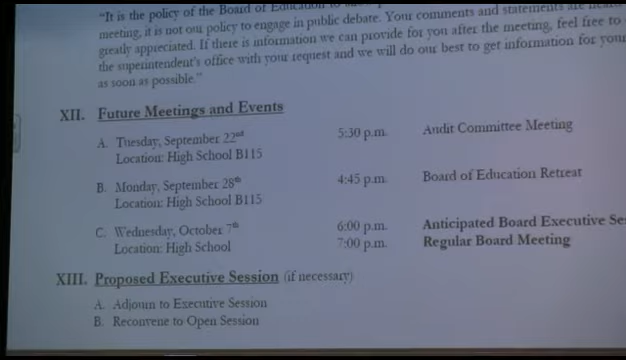 "It is the policy of the Board of Education to
meeting, it is not our policy to engage in public debate. Your comments and statements are heard
greatly appreciated. If there is information we can provide for you after the meeting, feel free to
the superintendent's office with your request and we will do our best to get information for your
as soon as possible."
XII. Future Meetings and Events
A. Tuesday, September 22nd 5:30 p.m. Audit Committee Meeting
Location: High School B115
B. Monday, September 28th 4:45 p.m. Board of Education Retreat
Location: High School B115
C. Wednesday, October 7th 6:00 p.m. Anticipated Board Executive Se
Location: High School 7:00 p.m. Regular Board Meeting
XIII. Proposed Executive Session (if necessary)
A. Adjourn to Executive Session
B. Reconvene to Open Session